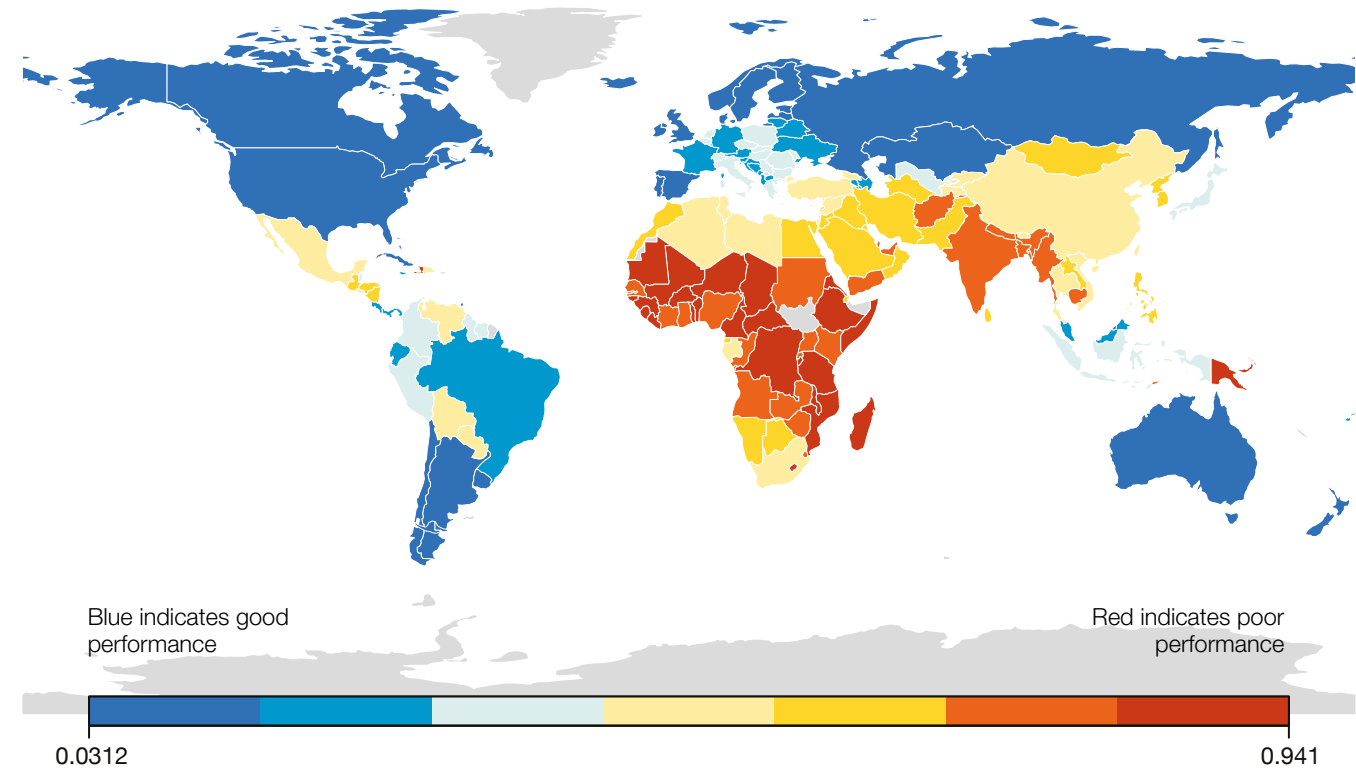 Blue indicates good
performance
Red indicates poor
performance
0.0312
0.941